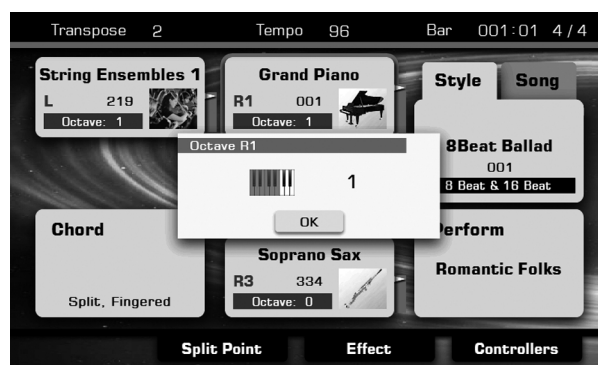 Transpose 2 Tempo 96 Bar 001:01 4/4
String Ensembles 1
L 219
Octave: 1
Grand Piano
R1 001
Octave: 1
Style Song
8Beat Ballad
001
8 Beat & 16 Beat
Octave R1
1
OK
Chord
Split, Fingered
Soprano Sax
R3 334
Octave: 0
Perform
Romantic Folks
Split Point Effect Controllers